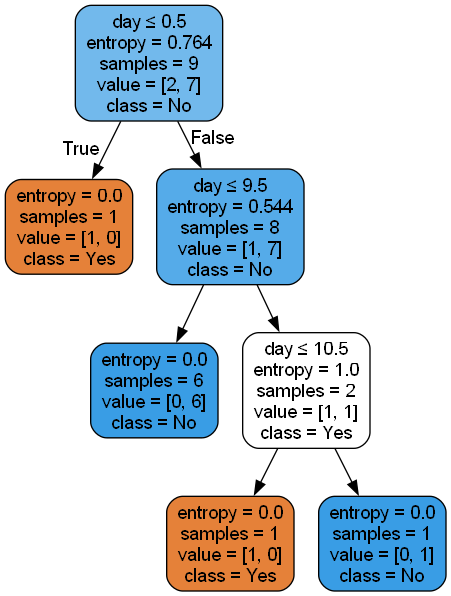 day ≤ 0.5
entropy = 0.764
samples = 9
value = [2, 7]
class = No
True
False
entropy = 0.0
samples = 1
value = [1, 0]
class = Yes
day ≤ 9.5
entropy = 0.544
samples = 8
value = [1, 7]
class = No
entropy = 0.0
samples = 6
value = [0, 6]
class = No
day ≤ 10.5
entropy = 1.0
samples = 2
value = [1, 1]
class = Yes
entropy = 0.0
samples = 1
value = [1, 0]
class = Yes
entropy = 0.0
samples = 1
value = [0, 1]
class = No